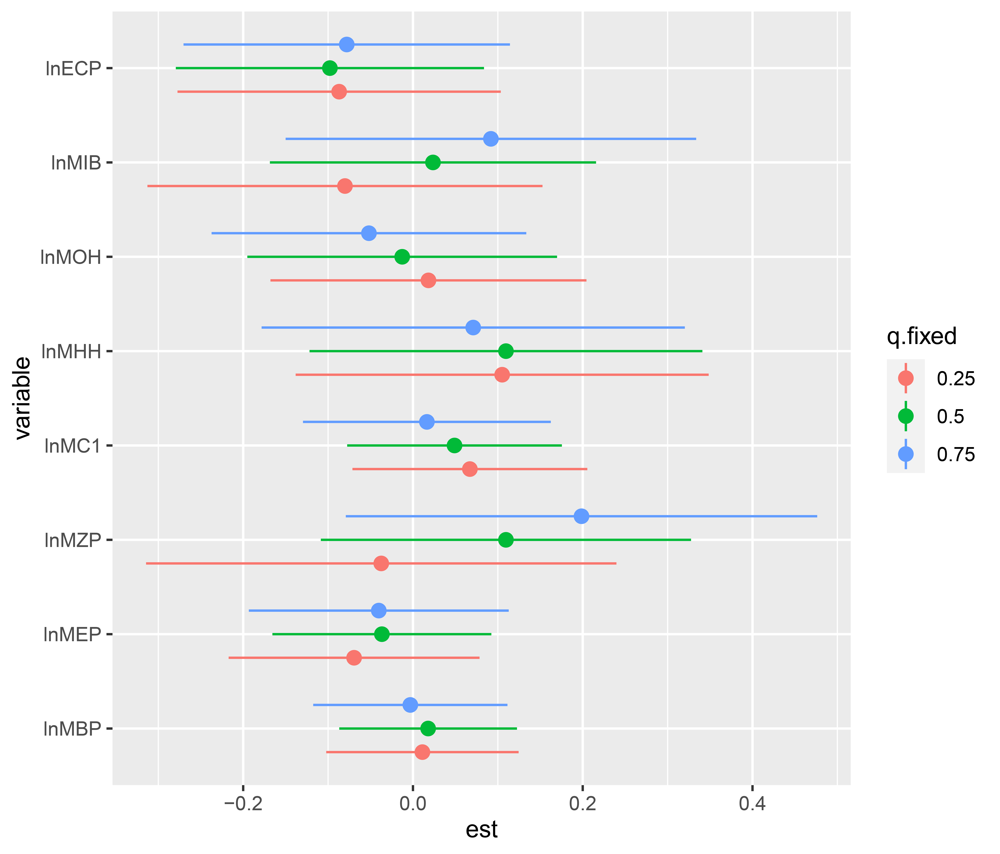 variable
lnECP
lnMIB
lnMOH
lnMHH
lnMC1
lnMZP
lnMEP
lnMBP
−0.2 0.0 0.2 0.4
est
q.fixed
0.25
0.5
0.75